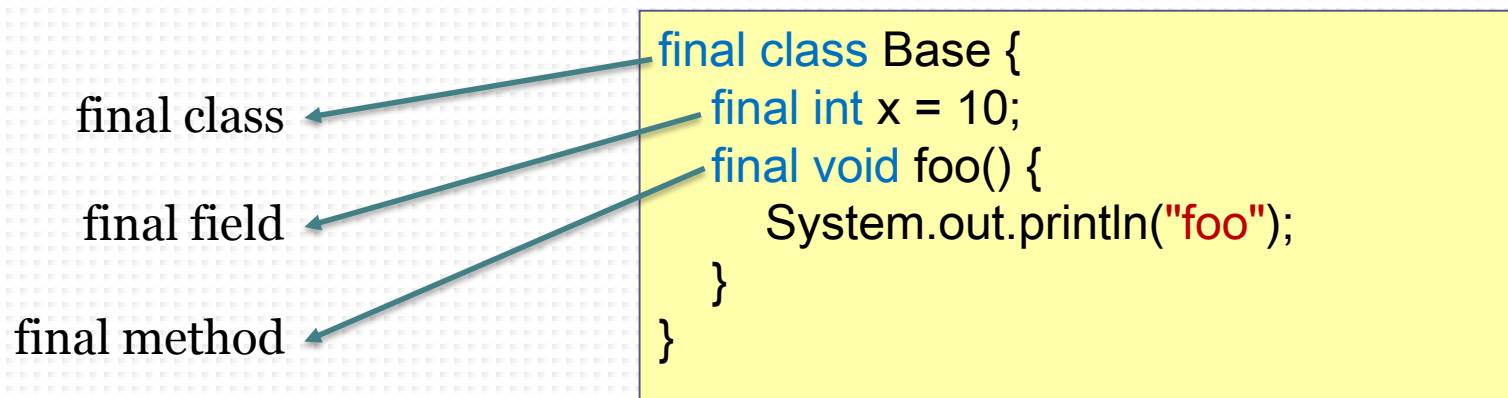 final class
final field
final method
final class Base {
final int x = 10;
final void foo() {
System.out.println("foo");
}
}